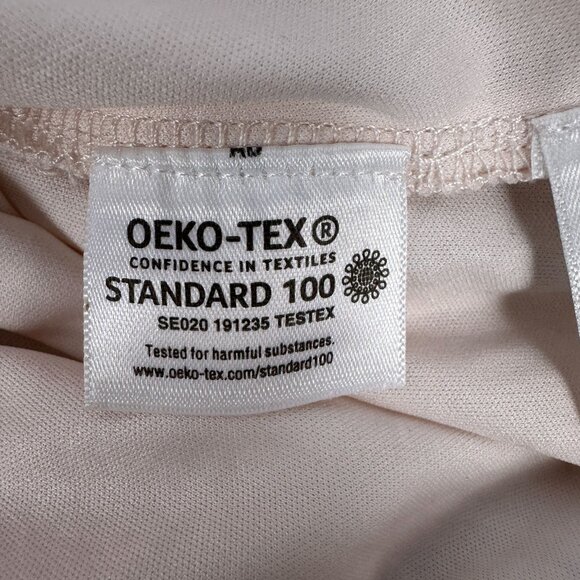 OEKO-TEX®
CONFIDENCE IN TEXTILES
STANDARD 100
SE020 191235 TESTEX
Tested for harmful substances.
www.oeko-tex.com/standard100